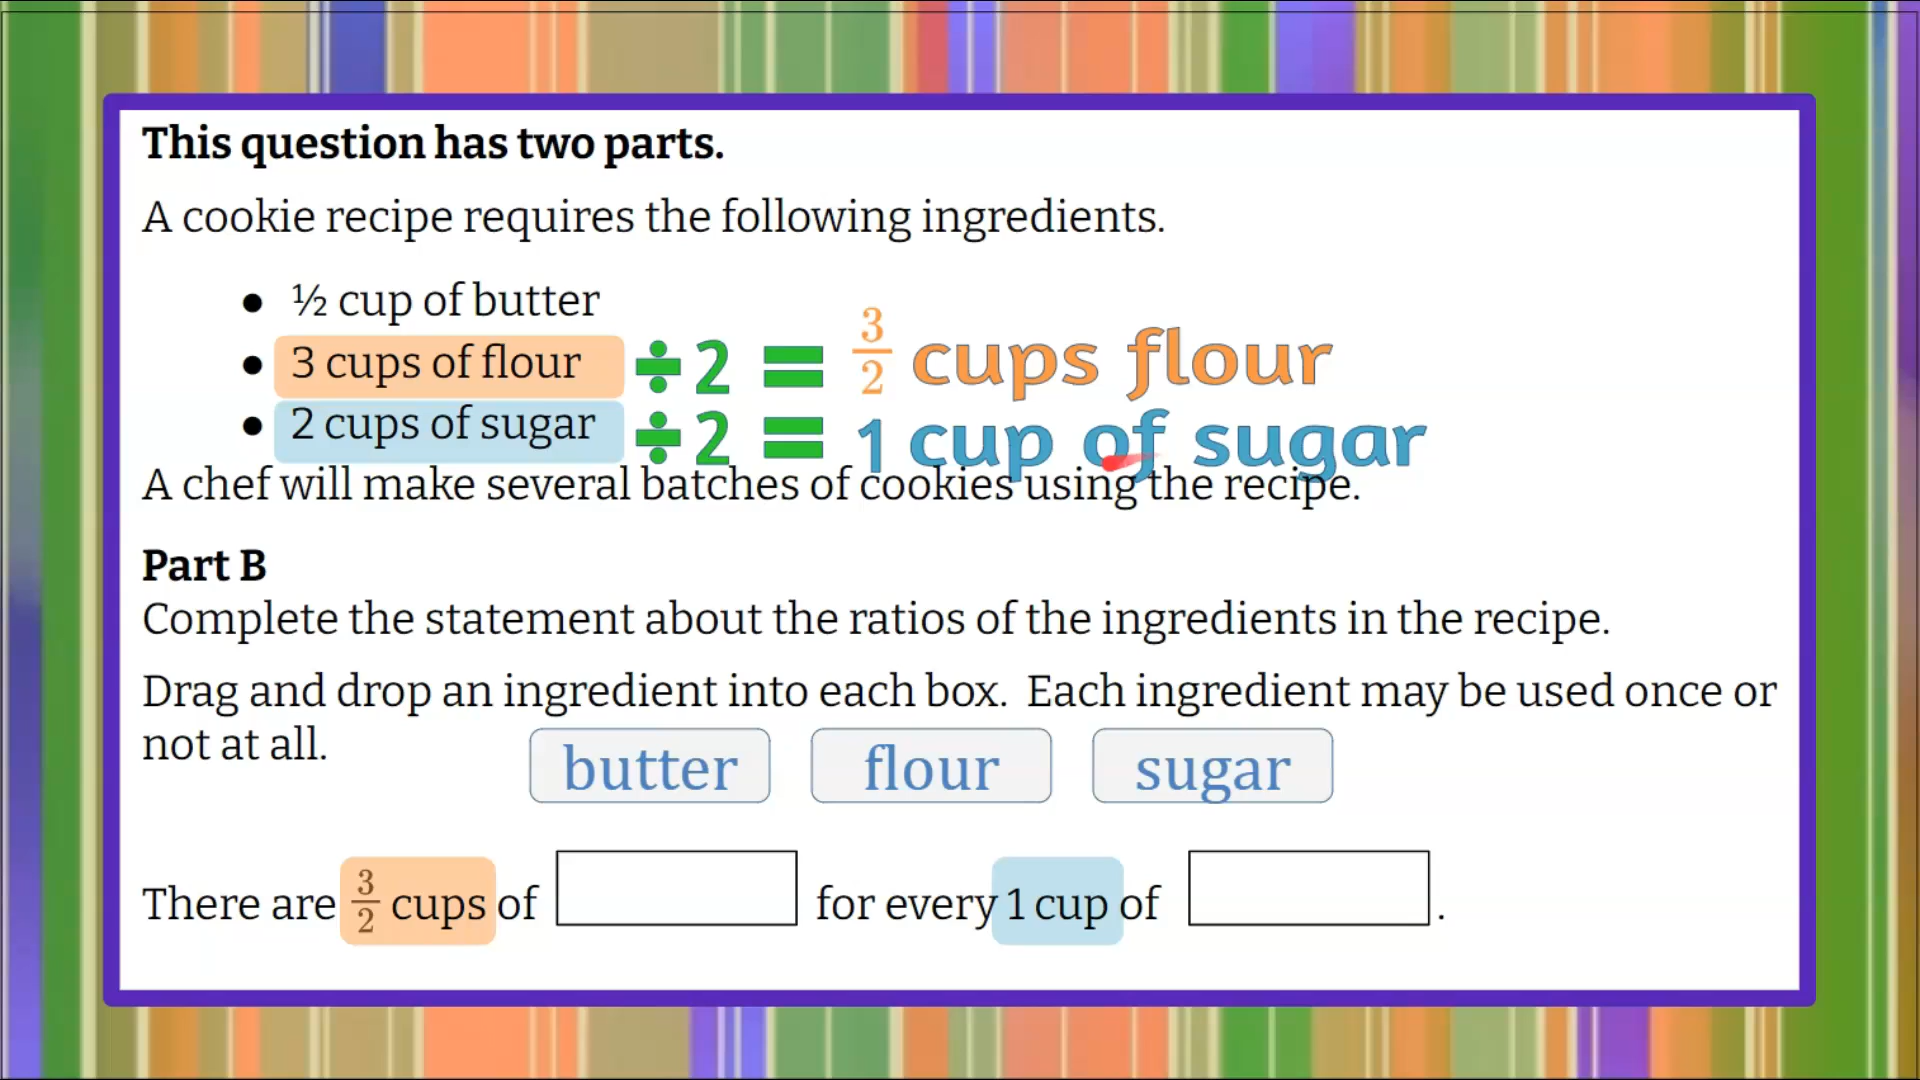 This question has two parts.
A cookie recipe requires the following ingredients.
● ½ cup of butter
● 3 cups of flour ÷2 = 3/2 cups flour
● 2 cups of sugar ÷2 = 1 cup of sugar
A chef will make several batches of cookies using the recipe.
Part B
Complete the statement about the ratios of the ingredients in the recipe.
Drag and drop an ingredient into each box. Each ingredient may be used once or
not at all.
butter flour sugar
There are 3/2 cups of for every 1 cup of .